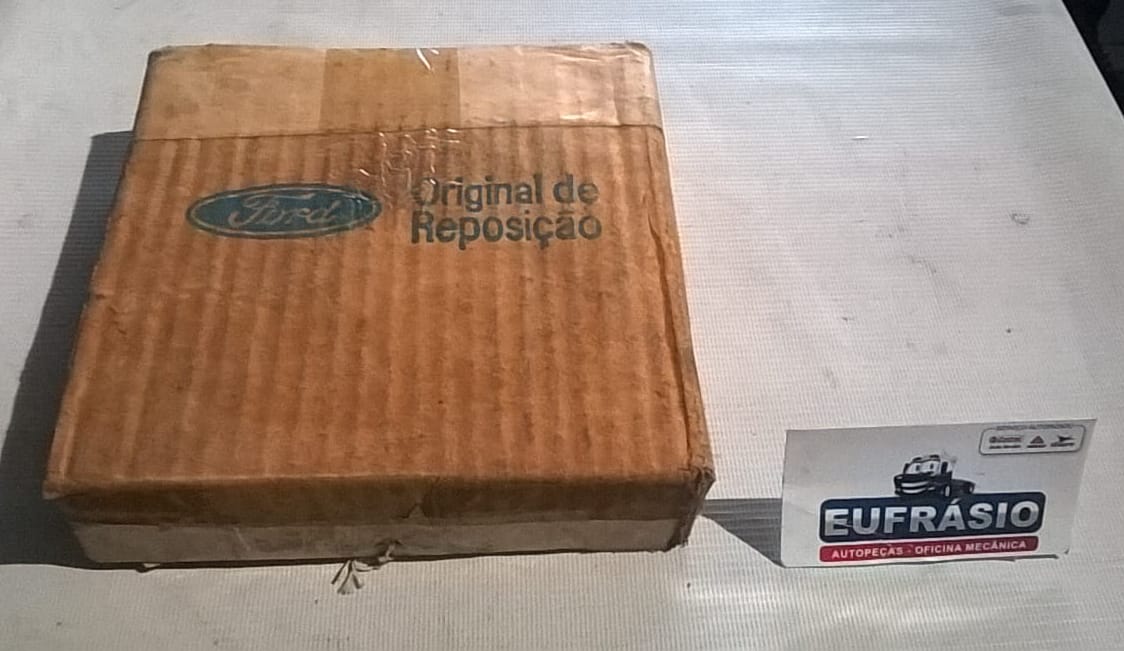 Ford
Original de
Reposição
EUFRÁSIO
AUTOPEÇAS - OFICINA MECÂNICA